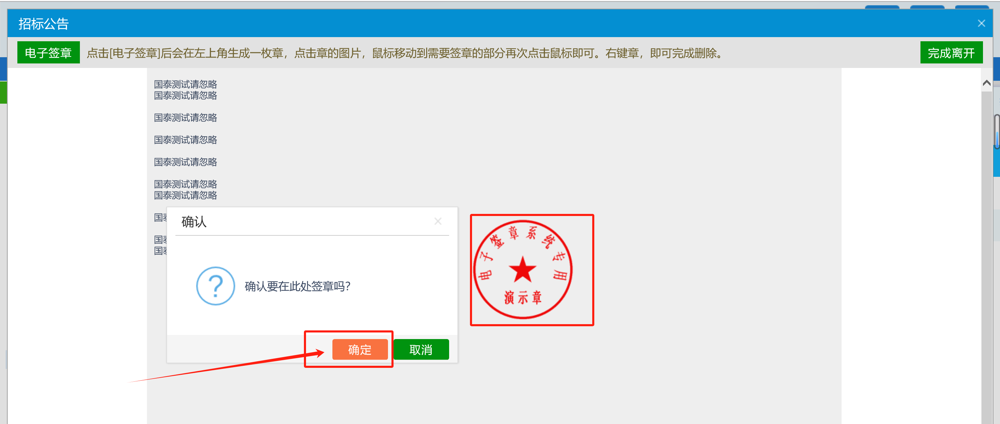 招标公告
电子签章 点击[电子签章]后会在左上角生成一枚章，点击章的图片，鼠标移动到需要签章的部分再次点击鼠标即可。右键章，即可完成删除。 完成离开
国泰测试请忽略
国泰测试请忽略
国泰测试请忽略
国泰测试请忽略
国泰测试请忽略
国泰测试请忽略
国泰测试请忽略
国
国
国
确认
确认要在此处签章吗?
确定 取消
电子签章系统专用
演示章